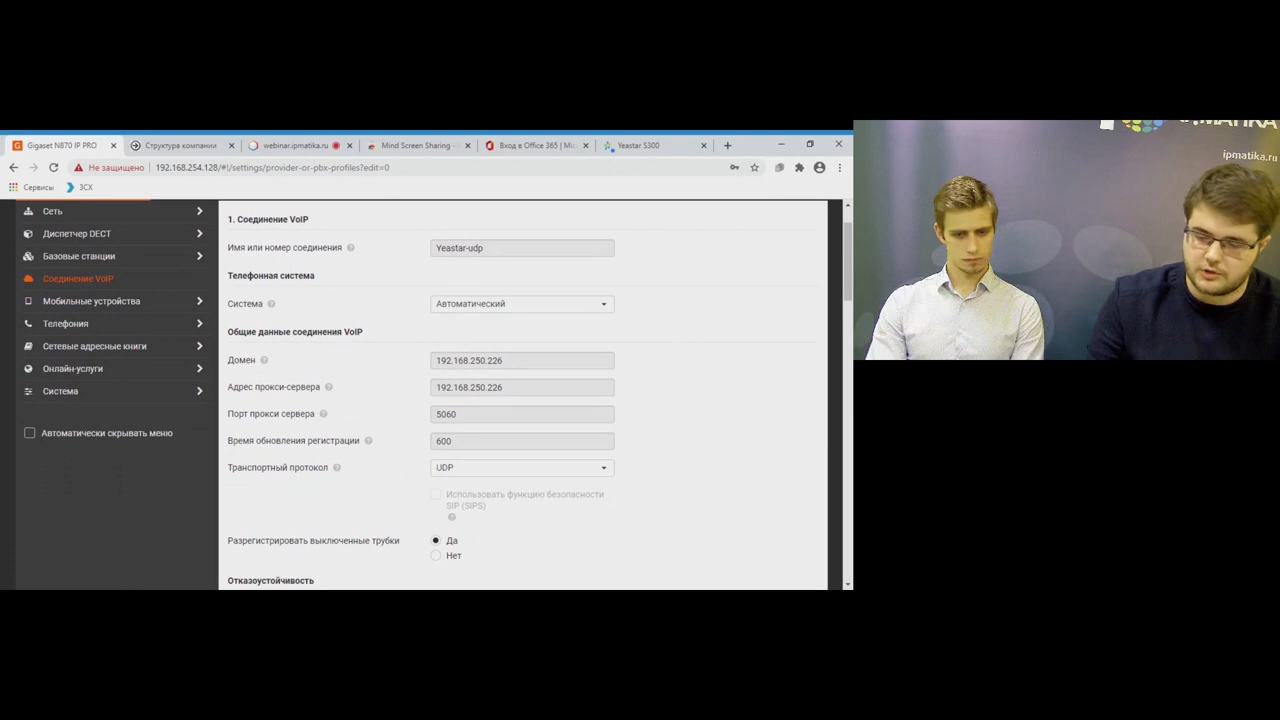 Gigaset N870 IP PRO
Структура компании
webinar.ipmatika.ru
Mind Screen Sharing -
Вход в Office 365 | Mic
Yeastar S300
Не защищено
192.168.254.128/#!/settings/provider-or-pbx-profiles?edit=0
Сервисы
3CX
Сеть
Диспетчер DECT
Базовые станции
Соединение VoIP
Мобильные устройства
Телефония
Сетевые адресные книги
Онлайн-услуги
Система
Автоматически скрывать меню
1. Соединение VoIP
Имя или номер соединения
Yeastar-udp
Телефонная система
Система
Автоматический
Общие данные соединения VoIP
Домен
192.168.250.226
Адрес прокси-сервера
192.168.250.226
Порт прокси сервера
5060
Время обновления регистрации
600
Транспортный протокол
UDP
Использовать функцию безопасности
SIP (SIPS)
Разрегистрировать выключенные трубки
Да
Нет
Отказоустойчивость
IPMATIKA
ipmatika.ru